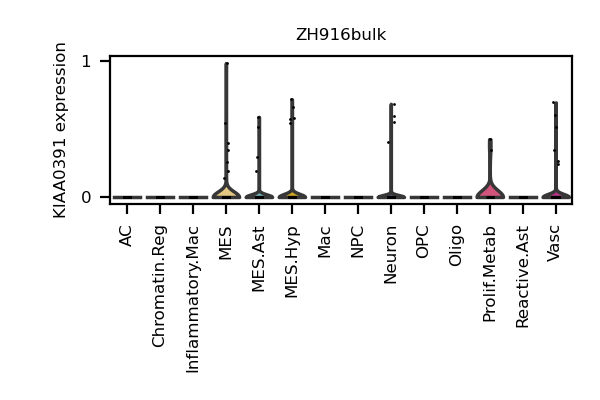 ZH916bulk
KIAA0391 expression
1
0
AC
Chromatin.Reg
Inflammatory.Mac
MES
MES.Ast
MES.Hyp
Mac
NPC
Neuron
OPC
Oligo
Prolif.Metab
Reactive.Ast
Vasc